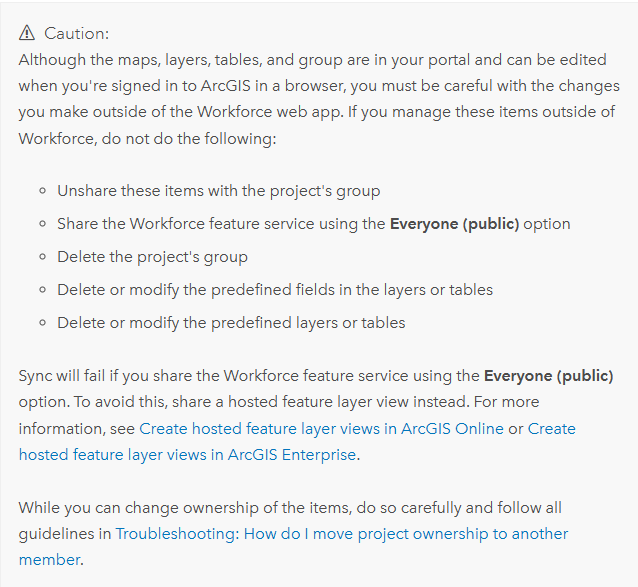 ⚠ Caution:
Although the maps, layers, tables, and group are in your portal and can be edited
when you're signed in to ArcGIS in a browser, you must be careful with the changes
you make outside of the Workforce web app. If you manage these items outside of
Workforce, do not do the following:
◦ Unshare these items with the project's group
◦ Share the Workforce feature service using the Everyone (public) option
◦ Delete the project's group
◦ Delete or modify the predefined fields in the layers or tables
◦ Delete or modify the predefined layers or tables
Sync will fail if you share the Workforce feature service using the Everyone (public)
option. To avoid this, share a hosted feature layer view instead. For more
information, see Create hosted feature layer views in ArcGIS Online or Create
hosted feature layer views in ArcGIS Enterprise.
While you can change ownership of the items, do so carefully and follow all
guidelines in Troubleshooting: How do I move project ownership to another
member.